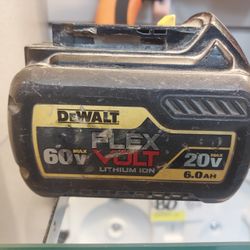 DEWALT
FLEX
60V MAX VOLT 20V MAX
LITHIUM ION 6.0AH